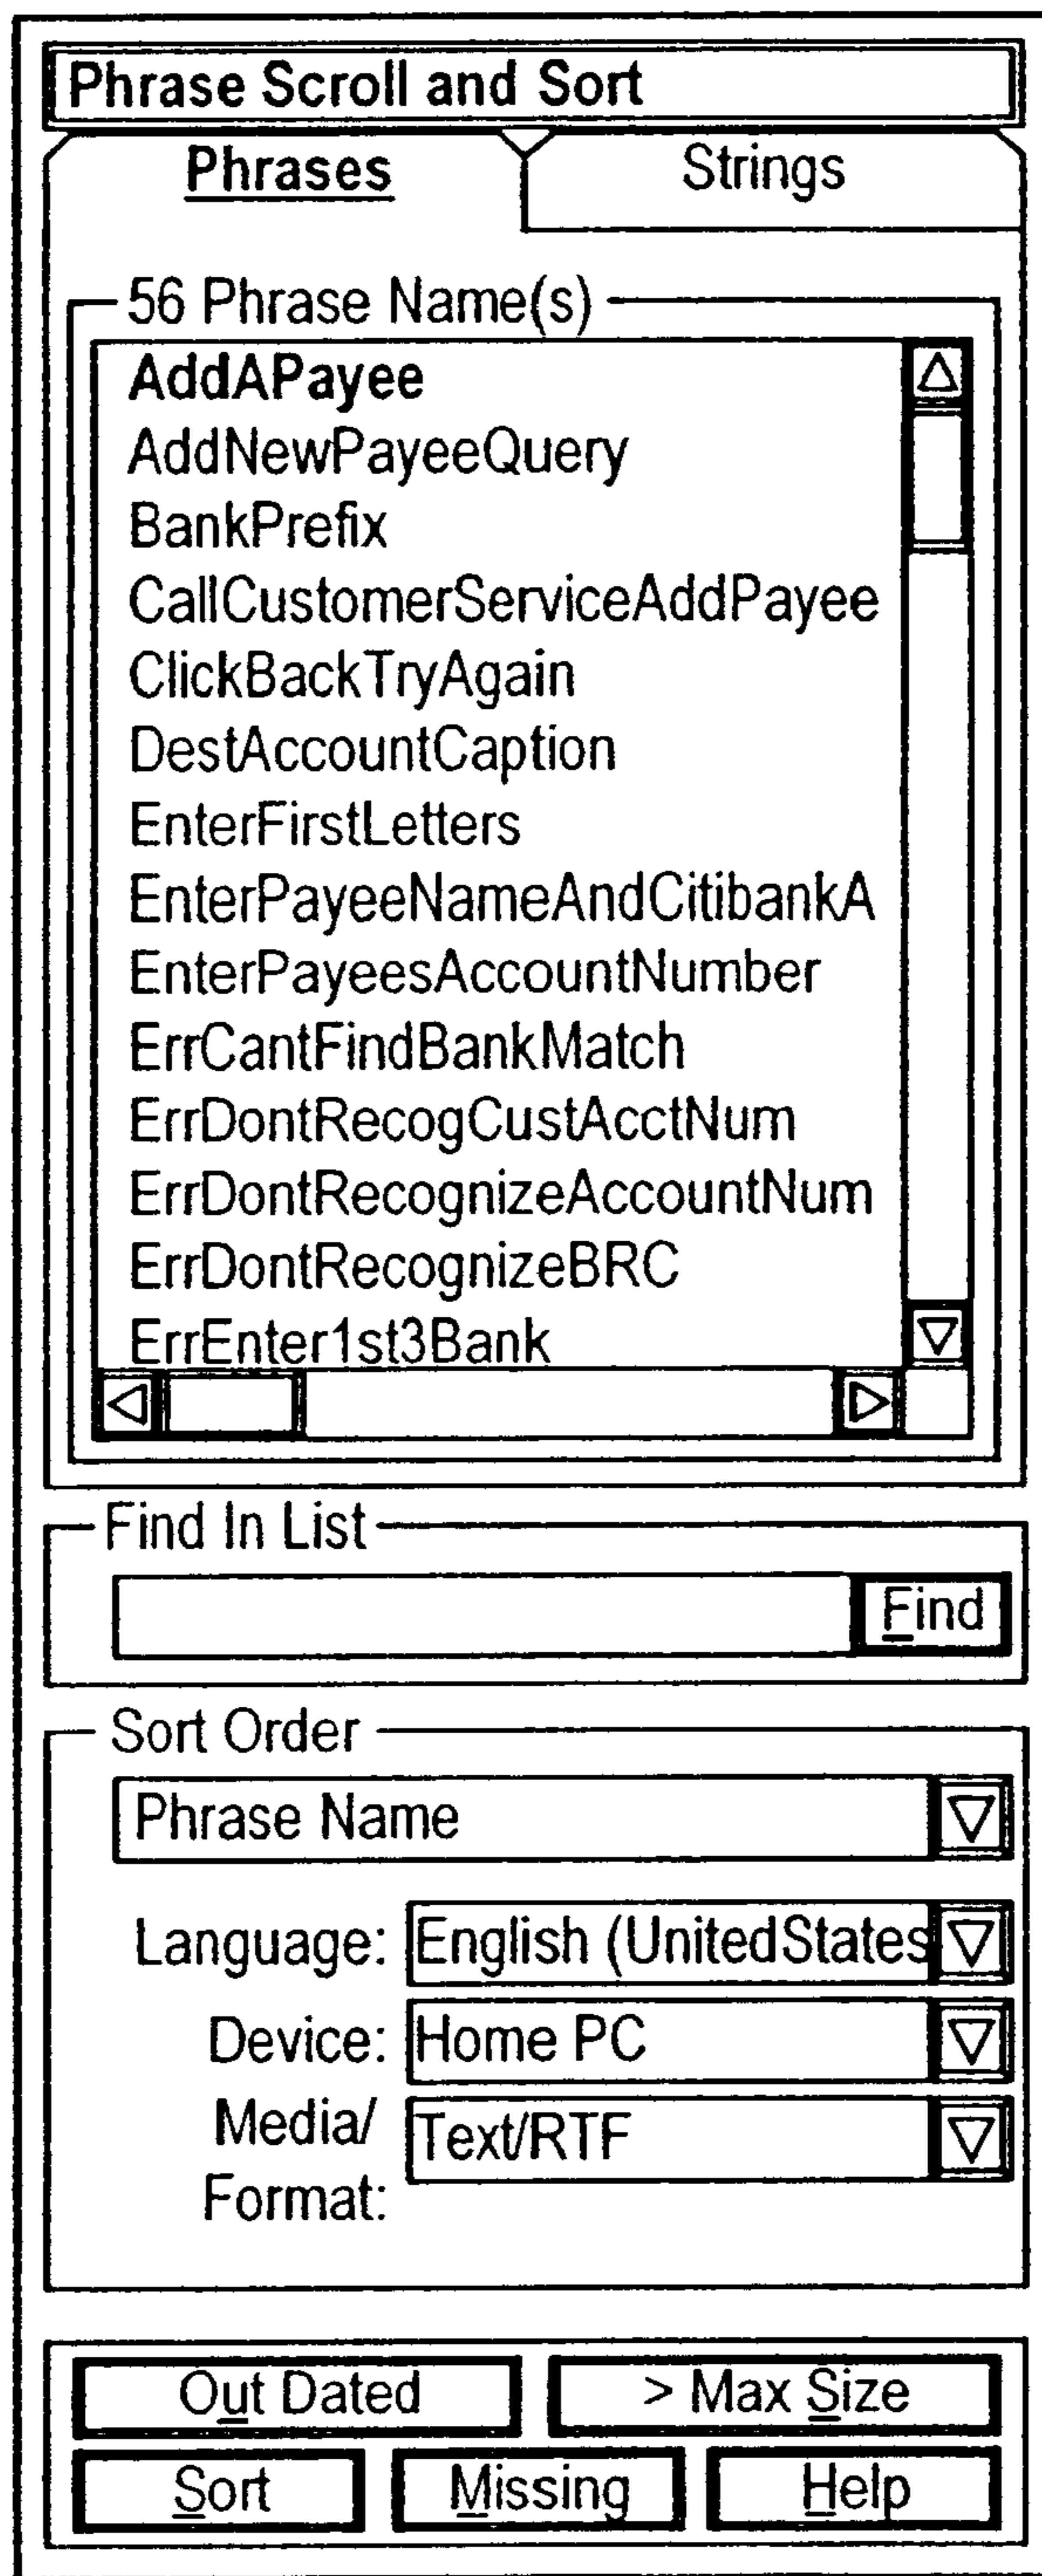 Phrase Scroll and Sort
Phrases Strings
56 Phrase Name(s)
AddAPayee
AddNewPayeeQuery
BankPrefix
CallCustomerServiceAddPayee
ClickBackTryAgain
DestAccountCaption
EnterFirstLetters
EnterPayeeNameAndCitibankA
EnterPayeesAccountNumber
ErrCantFindBankMatch
ErrDontRecogCustAcctNum
ErrDontRecognizeAccountNum
ErrDontRecognizeBRC
ErrEnter1st3Bank
Find In List
Find
Sort Order
Phrase Name
Language: English (UnitedStates
Device: Home PC
Media/ Text/RTF
Format:
Out Dated > Max Size
Sort Missing Help